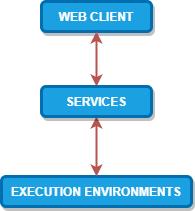 WEB CLIENT
SERVICES
EXECUTION ENVIRONMENTS